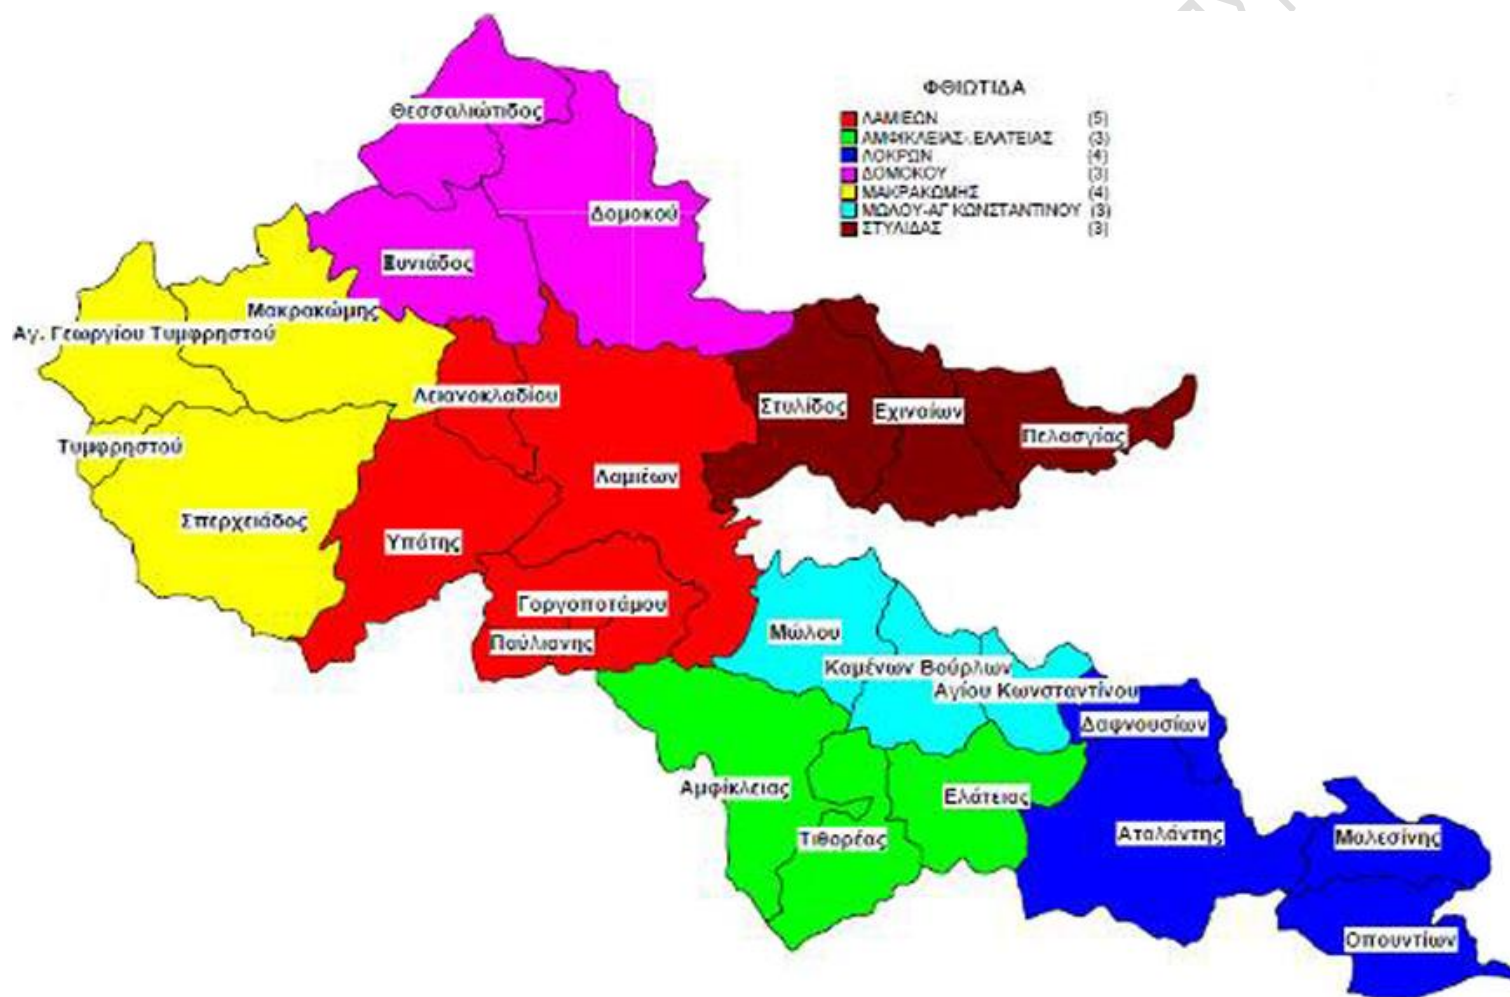 ΦΘΙΩΤΙΔΑ
ΛΑΜΙΕΩΝ (5)
ΑΜΦΙΚΛΕΙΑΣ-.ΕΛΑΤΕΙΑΣ (3)
ΛΟΚΡΩΝ (4)
ΔΟΜΟΚΟΥ (3)
ΜΑΚΡΑΚΩΜΗΣ (4)
ΜΩΛΟΥ-ΑΓ ΚΩΝΣΤΑΝΤΙΝΟΥ (3)
ΣΤΥΛΙΔΑΣ (3)
Θεσσαλιώτιδος
Δομοκού
Ξυνιάδος
Μακρακώμης
Αγ. Γεωργίου Τυμφρηστού
Λειανοκλαδίου
Στυλίδος
Εχιναίων
Πελασγίας
Τυμφρηστού
Λαμιέων
Σπερχειάδος
Υπάτης
Γοργοποτάμου
Παύλιανης
Μώλου
Καμένων Βούρλων
Αγίου Κωνσταντίνου
Δαφνουσίων
Αμφίκλειας
Ελάτειας
Τιθορέας
Αταλάντης
Μαλεσίνης
Οπουντίων